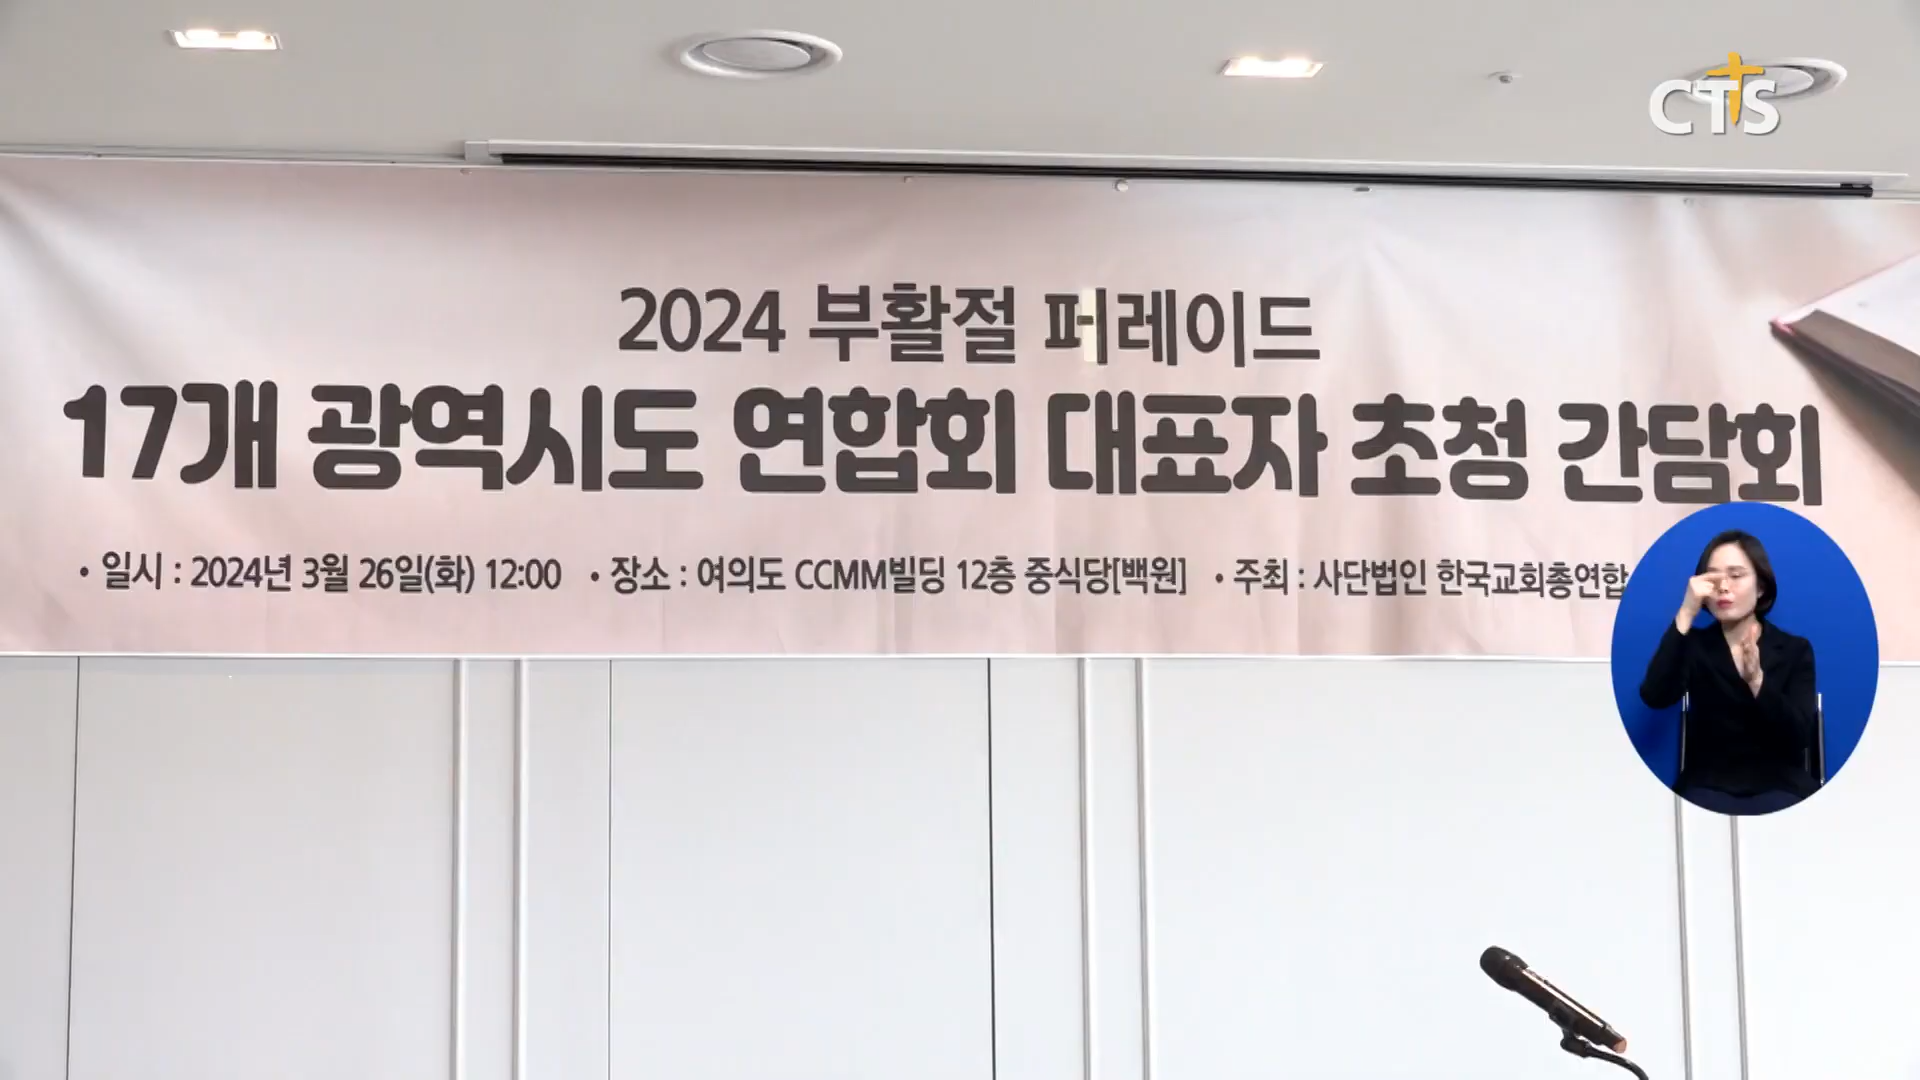 CTS
2024 부활절 퍼레이드
17개 광역시도 연합회 대표자 초청 간담회
• 일시 : 2024년 3월 26일(화) 12:00 • 장소 : 여의도 CCMM빌딩 12층 중식당[백원] • 주최 : 사단법인 한국교회총연합